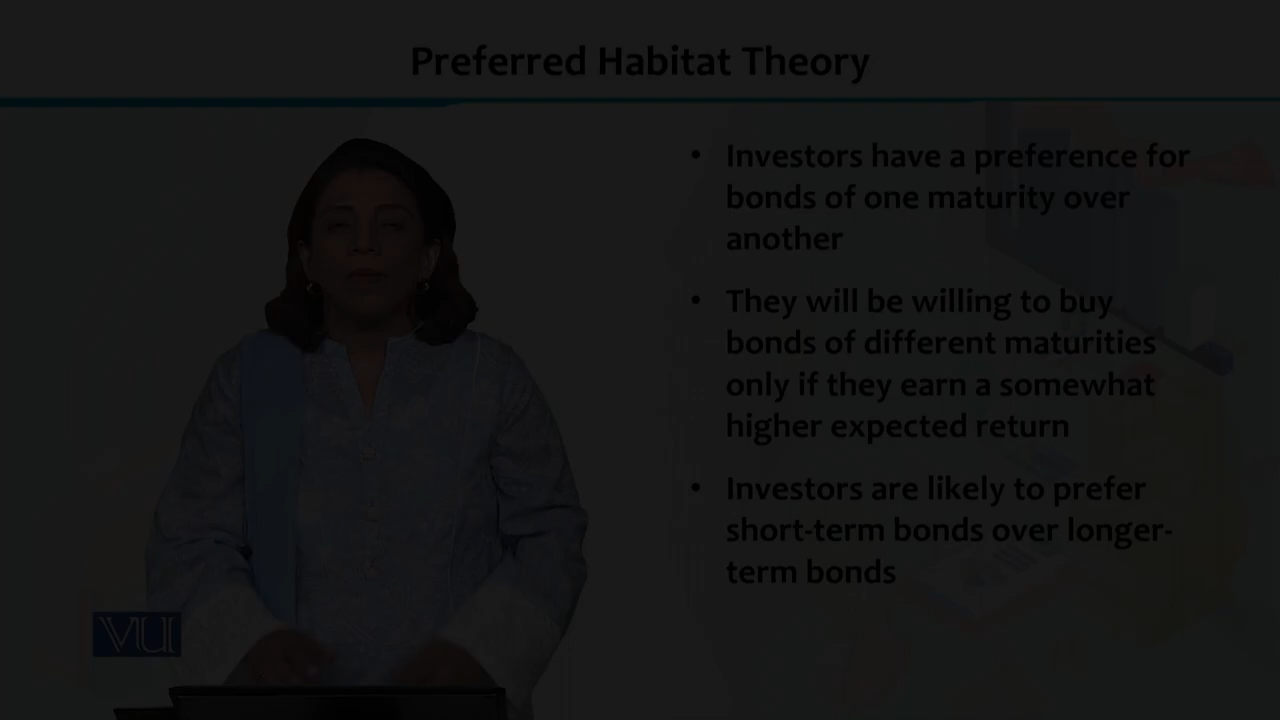 Preferred Habitat Theory
• Investors have a preference for
bonds of one maturity over
another
• They will be willing to buy
bonds of different maturities
only if they earn a somewhat
higher expected return
• Investors are likely to prefer
short-term bonds over longer-
term bonds
VU